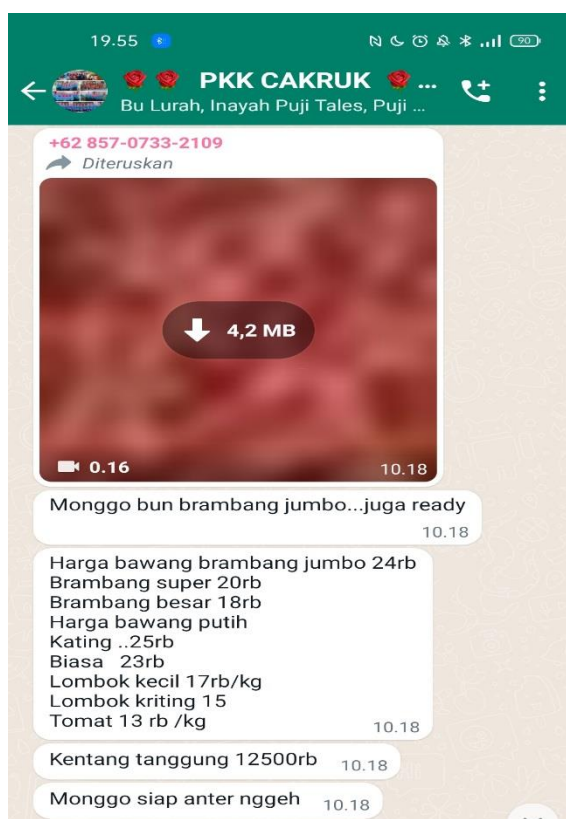 19.55
90
PKK CAKRUK ...
Bu Lurah, Inayah Puji Tales, Puji ...
+62 857-0733-2109
Diteruskan
4,2 MB
0.16
10.18
Monggo bun brambang jumbo...juga ready
10.18
Harga bawang brambang jumbo 24rb
Brambang super 20rb
Brambang besar 18rb
Harga bawang putih
Kating ..25rb
Biasa 23rb
Lombok kecil 17rb/kg
Lombok kriting 15
Tomat 13 rb /kg
10.18
Kentang tanggung 12500rb
10.18
Monggo siap anter nggeh
10.18